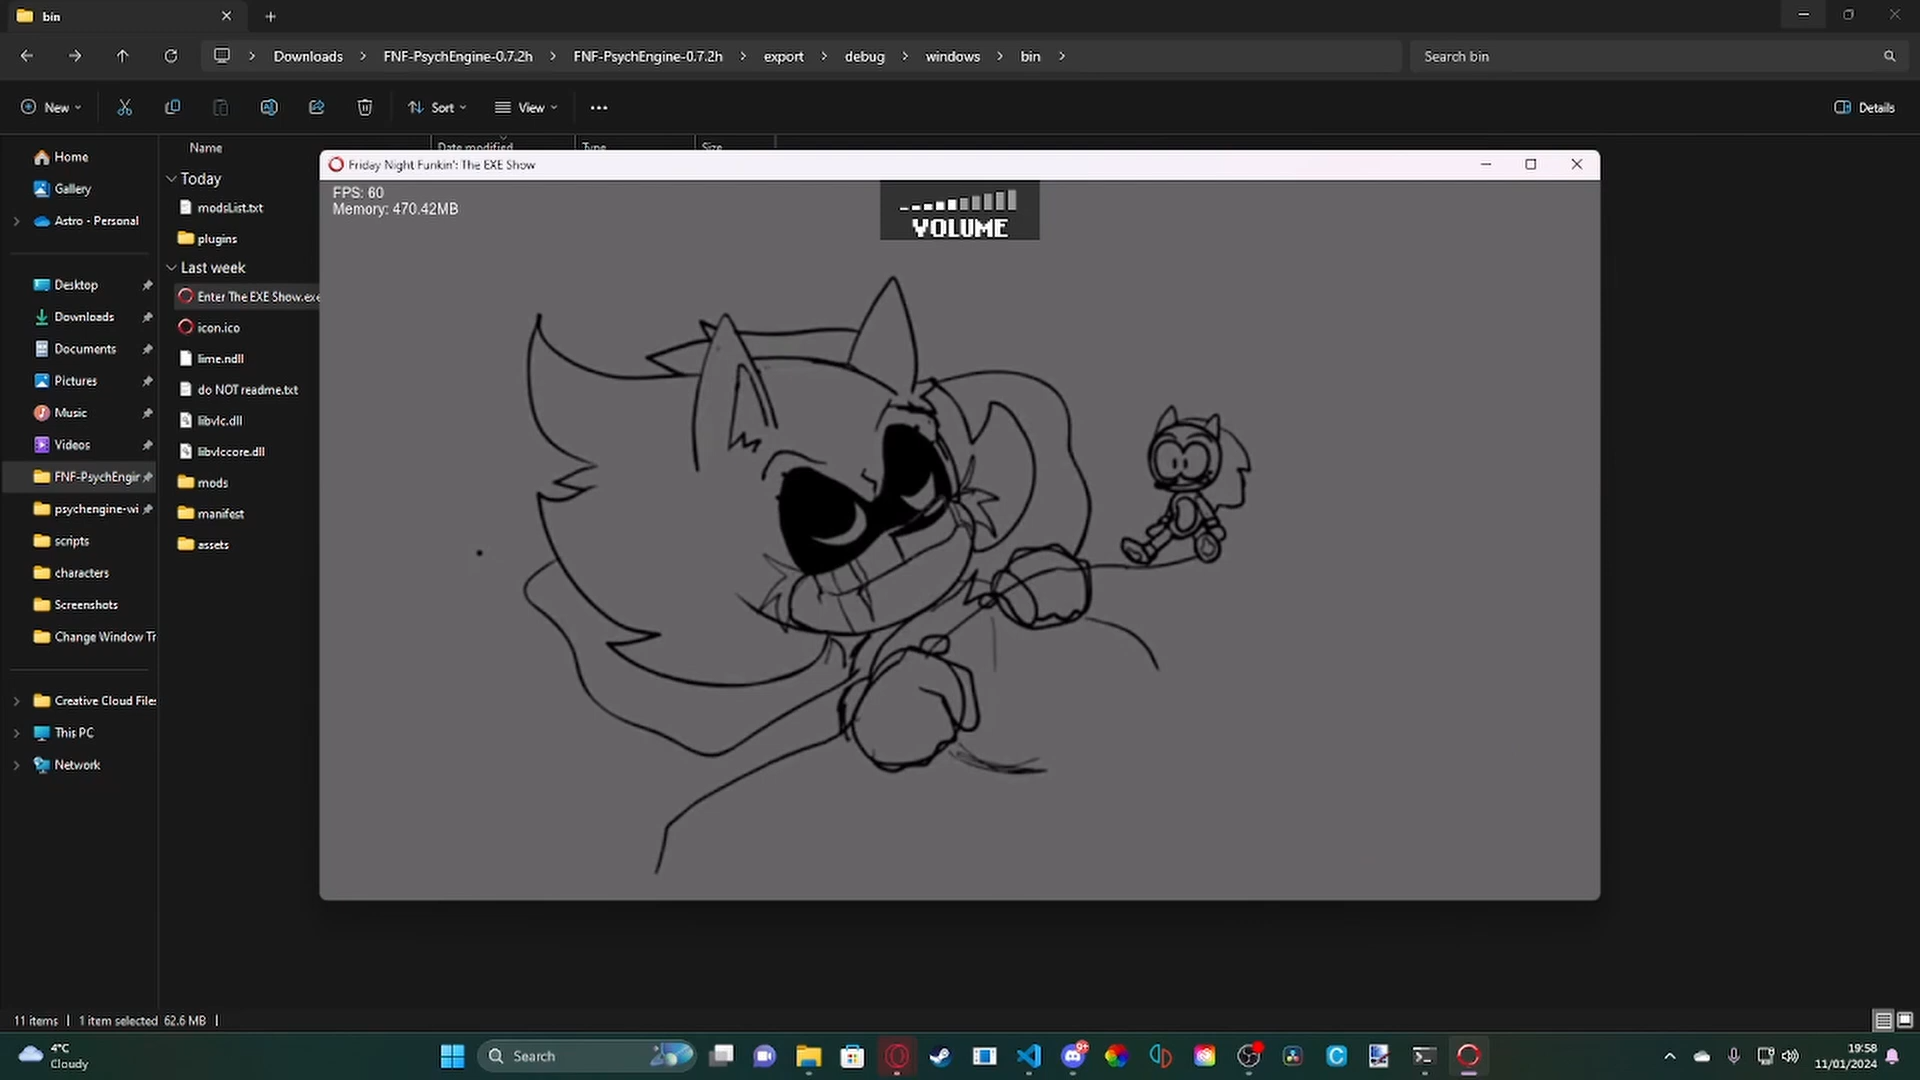 bin
Downloads
FNF-PsychEngine-0.7.2h
FNF-PsychEngine-0.7.2h
export
debug
windows
bin
Search bin
New
Sort
View
Details
Home
Gallery
Astro - Personal
Desktop
Downloads
Documents
Pictures
Music
Videos
FNF-PsychEngir
psychengine-wi
scripts
characters
Screenshots
Change Window Tr
Creative Cloud Files
This PC
Network
Name
Date modified
Type
Size
Today
modsList.txt
plugins
Last week
Enter The EXE Show.exe
icon.ico
lime.ndll
do NOT readme.txt
libvlc.dll
libvlccore.dll
mods
manifest
assets
Friday Night Funkin': The EXE Show
FPS: 60
Memory: 470.42MB
VOLUME
11 items
1 item selected 62.6 MB
4°C
Cloudy
Search
9+
19:58
11/01/2024